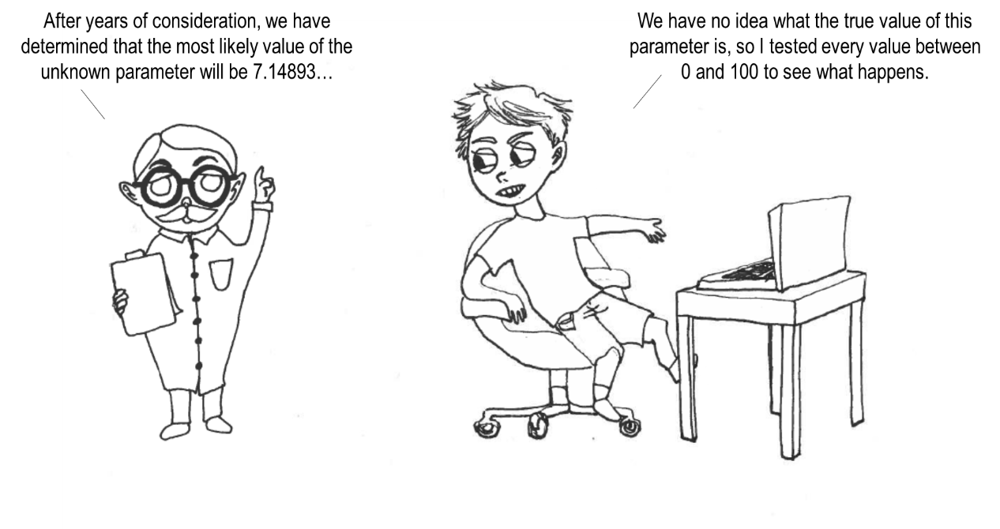 After years of consideration, we have
determined that the most likely value of the
unknown parameter will be 7.14893…
We have no idea what the true value of this
parameter is, so I tested every value between
0 and 100 to see what happens.